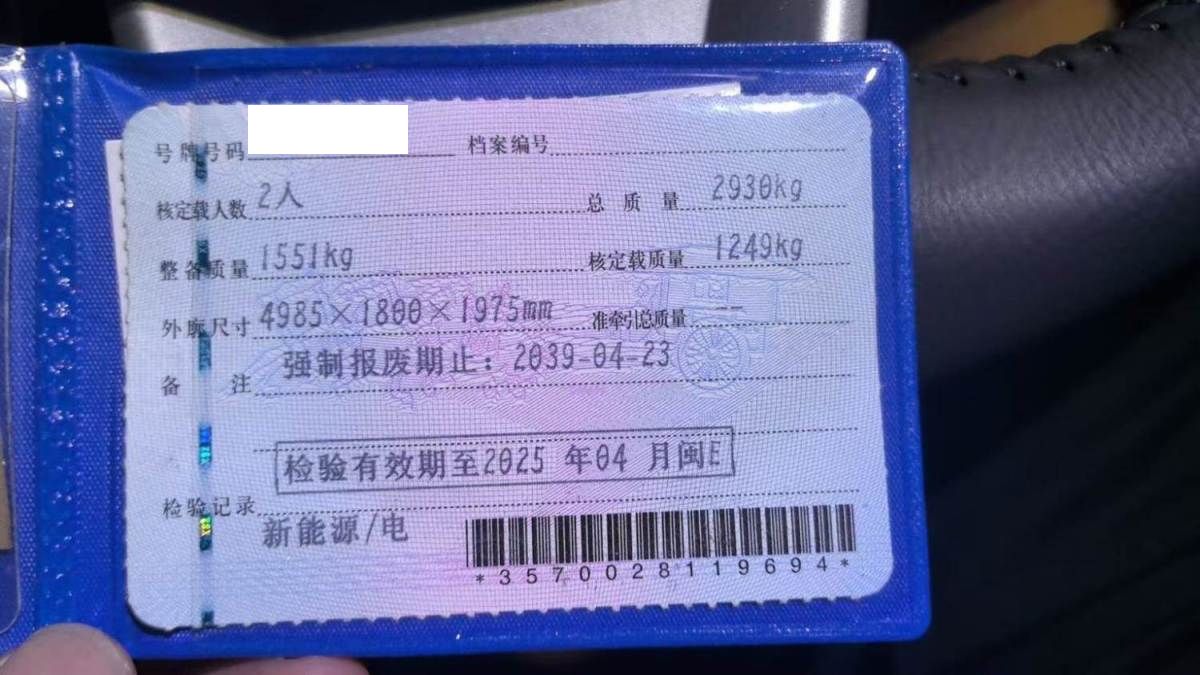 号牌号码 档案编号
核定载人数 2人 总质量 2930kg
整备质量 1551kg 核定载质量 1249kg
外廓尺寸 4985×1800×1975mm 准牵引总质量 --
备注 强制报废期止：2039-04-23
检验有效期至2025 年04 月闽E
检验记录
新能源/电
*3570028119694*